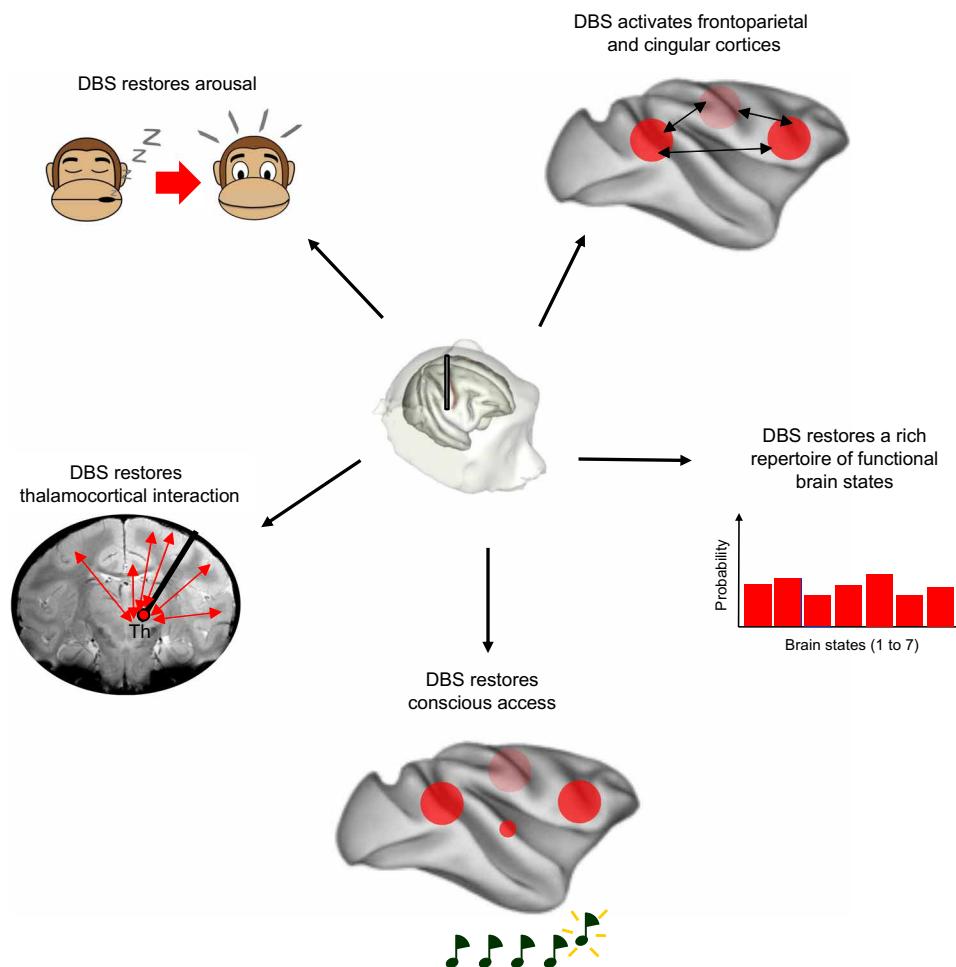 DBS activates frontoparietal
and cingular cortices
DBS restores arousal
Z
Z
Z
Z
Z
DBS restores a rich
repertoire of functional
brain states
DBS restores
thalamocortical interaction
Th
Probability
Brain states (1 to 7)
DBS restores
conscious access